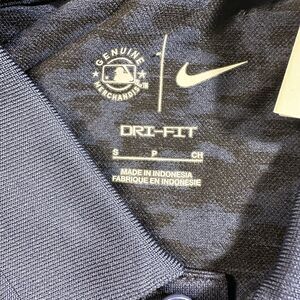 GENUINE
MERCHANDISE
DRI-FIT
S P CH
MADE IN INDONESIA
FABRIQUÉ EN INDONÉSIE